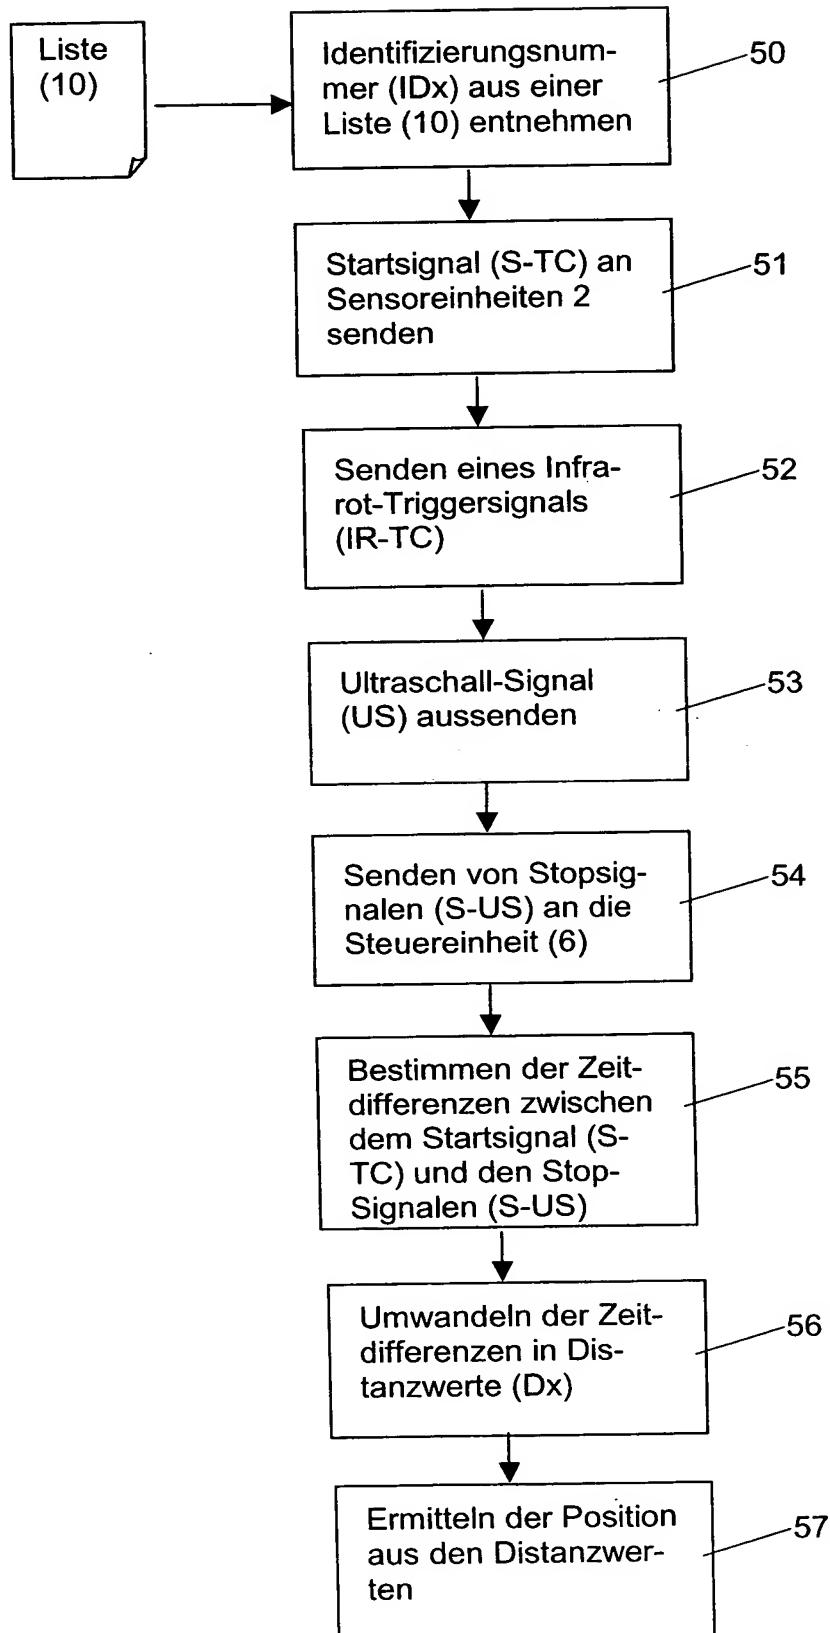 Liste
(10)
Identifizierungsnum-
mer (IDx) aus einer
Liste (10) entnehmen
50
Startsignal (S-TC) an
Sensoreinheiten 2
senden
51
Senden eines Infra-
rot-Triggersignals
(IR-TC)
52
Ultraschall-Signal
(US) aussenden
53
Senden von Stopsig-
nalen (S-US) an die
Steuereinheit (6)
54
Bestimmen der Zeit-
differenzen zwischen
dem Startsignal (S-
TC) und den Stop-
Signalen (S-US)
55
Umwandeln der Zeit-
differenzen in Dis-
tanzwerte (Dx)
56
Ermitteln der Position
aus den Distanzwer-
ten
57